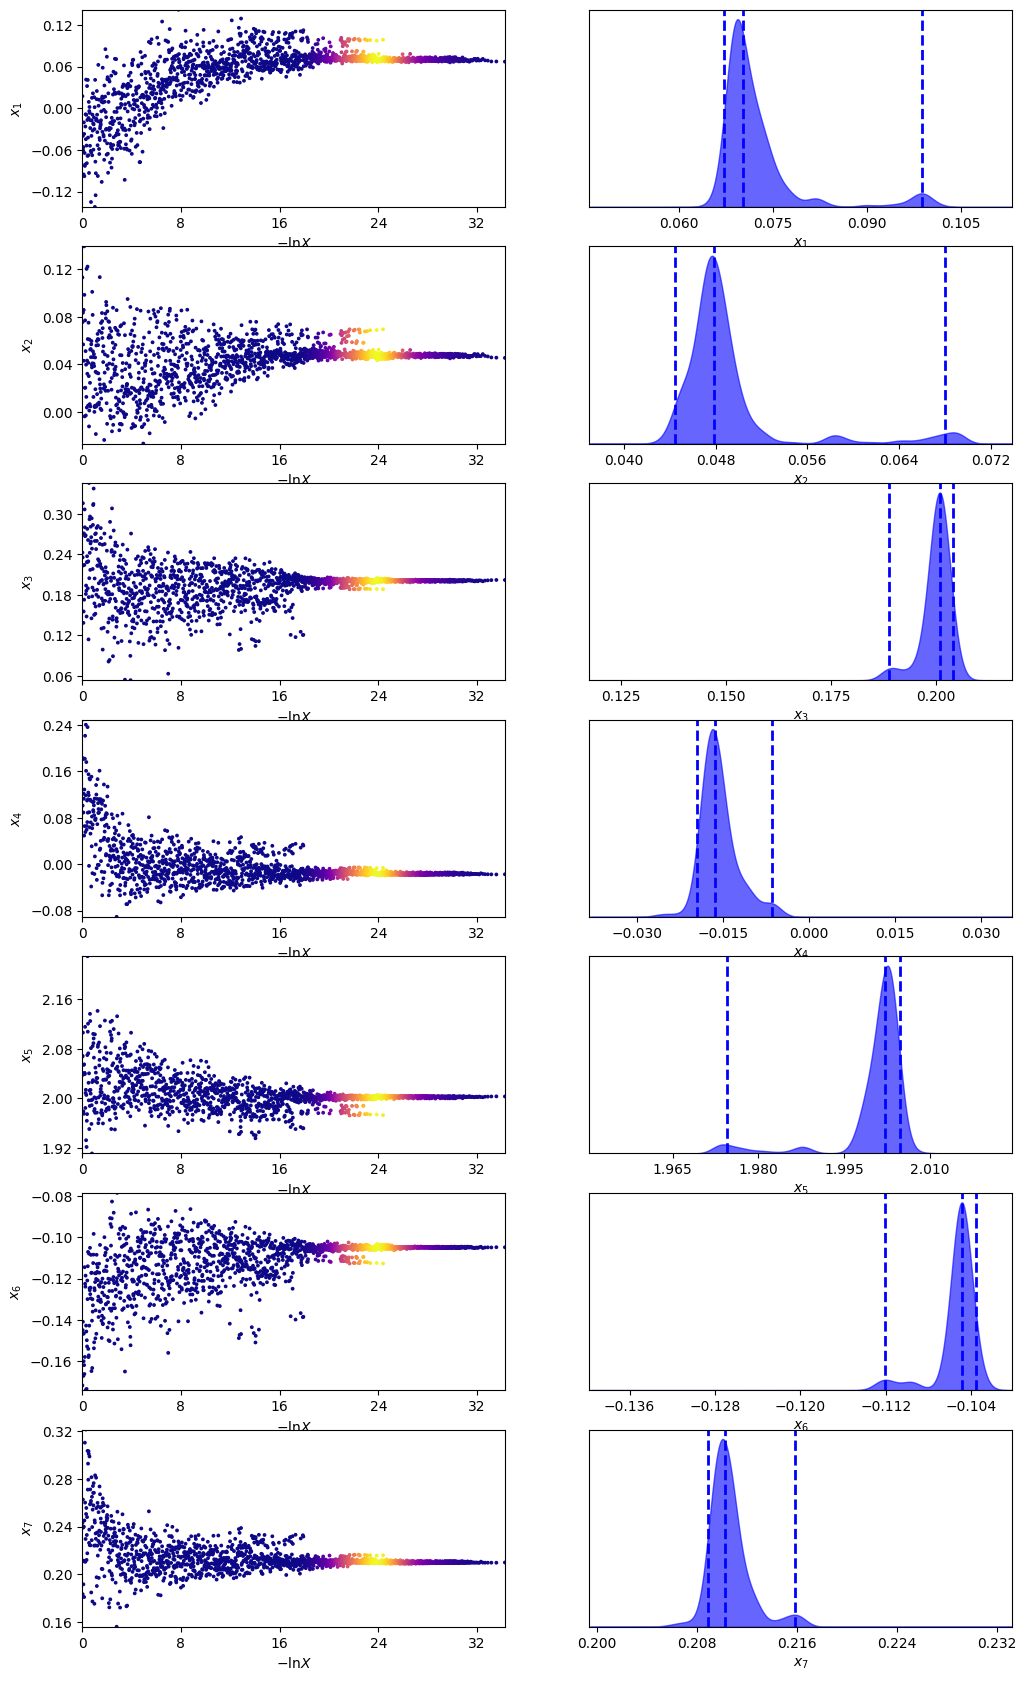 0.12
0.06
0.00
−0.06
−0.12
x₁
0 8 16 24 32
−lnX
0.060 0.075 0.090 0.105
x₁
0.12
0.08
0.04
0.00
x₂
0 8 16 24 32
−lnX
0.040 0.048 0.056 0.064 0.072
x₂
0.30
0.24
0.18
0.12
0.06
x₃
0 8 16 24 32
−lnX
0.125 0.150 0.175 0.200
x₃
0.24
0.16
0.08
0.00
−0.08
x₄
0 8 16 24 32
−lnX
−0.030 −0.015 0.000 0.015 0.030
x₄
2.16
2.08
2.00
1.92
x₅
0 8 16 24 32
−lnX
1.965 1.980 1.995 2.010
x₅
−0.08
−0.10
−0.12
−0.14
−0.16
x₆
0 8 16 24 32
−lnX
−0.136 −0.128 −0.120 −0.112 −0.104
x₆
0.32
0.28
0.24
0.20
0.16
x₇
0 8 16 24 32
−lnX
0.200 0.208 0.216 0.224 0.232
x₇